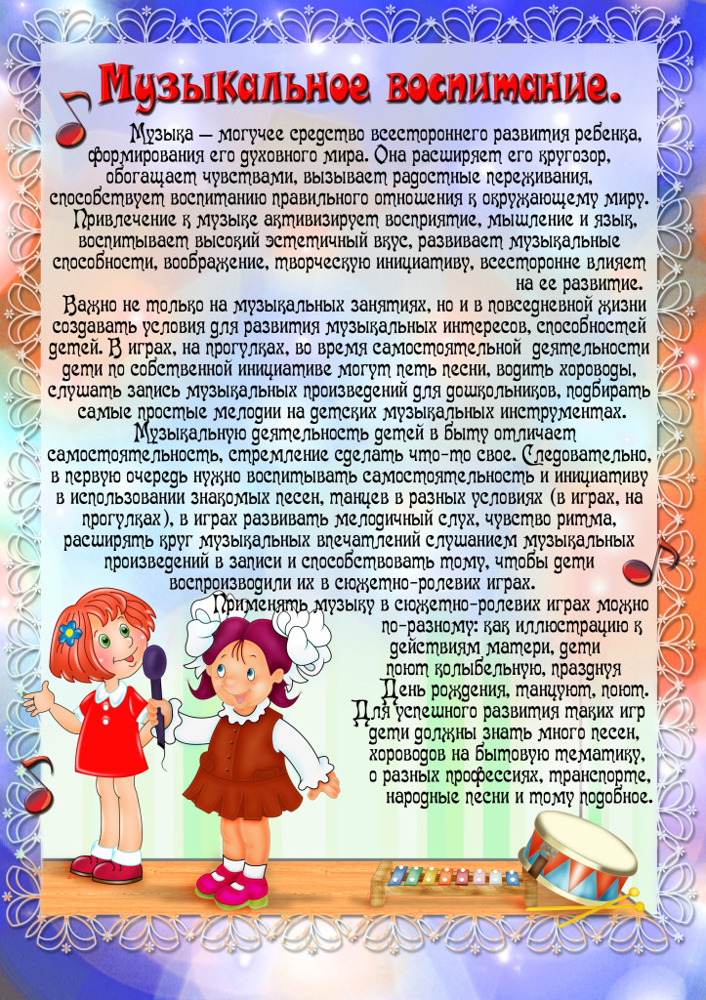 Музыкальное воспитание.
Музыка – могучее средство всестороннего развития ребенка,
формирования его духовного мира. Она расширяет его кругозор,
обогащает чувствами, вызывает радостные переживания,
способствует воспитанию правильного отношения к окружающему миру.
Привлечение к музыке активизирует восприятие, мышление и язык,
воспитывает высокий эстетичный вкус, развивает музыкальные
способности, воображение, творческую инициативу, всесторонне влияет
на ее развитие.
Важно не только на музыкальных занятиях, но и в повседневной жизни
создавать условия для развития музыкальных интересов, способностей
детей. В играх, на прогулках, во время самостоятельной деятельности
дети по собственной инициативе могут петь песни, водить хороводы,
слушать запись музыкальных произведений для дошкольников, подбирать
самые простые мелодии на детских музыкальных инструментах.
Музыкальную деятельность детей в быту отличает
самостоятельность, стремление сделать что-то свое. Следовательно,
в первую очередь нужно воспитывать самостоятельность и инициативу
в использовании знакомых песен, танцев в разных условиях (в играх, на
прогулках), в играх развивать мелодичный слух, чувство ритма,
расширять круг музыкальных впечатлений слушанием музыкальных
произведений в записи и способствовать тому, чтобы дети
воспроизводили их в сюжетно-ролевих играх.
Применять музыку в сюжетно-ролевих играх можно
по-разному: как иллюстрацию к
действиям матери, дети
поют колыбельную, празднуя
День рождения, танцуют, поют.
Для успешного развития таких игр
дети должны знать много песен,
хороводов на бытовую тематику,
о разных профессиях, транспорте,
народные песни и тому подобное.